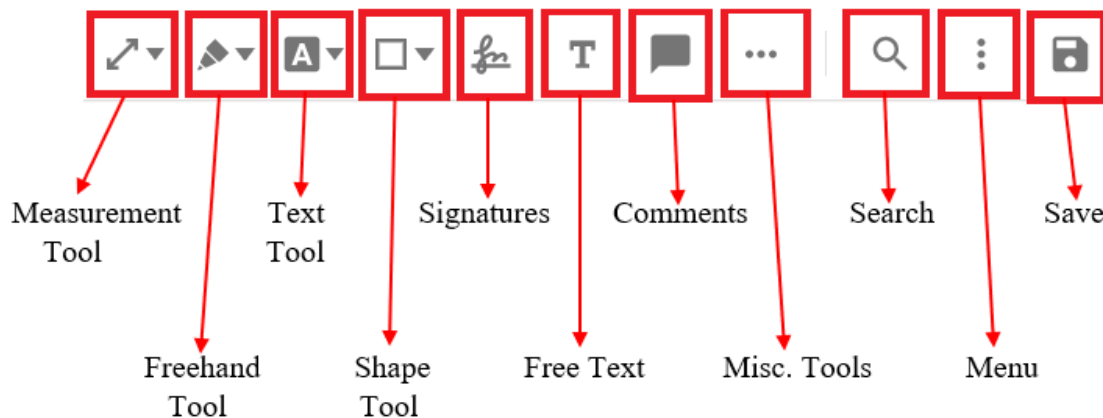 A
T
Measurement
Tool
Text
Tool
Signatures
Comments
Search
Save
Freehand
Tool
Shape
Tool
Free Text
Misc. Tools
Menu